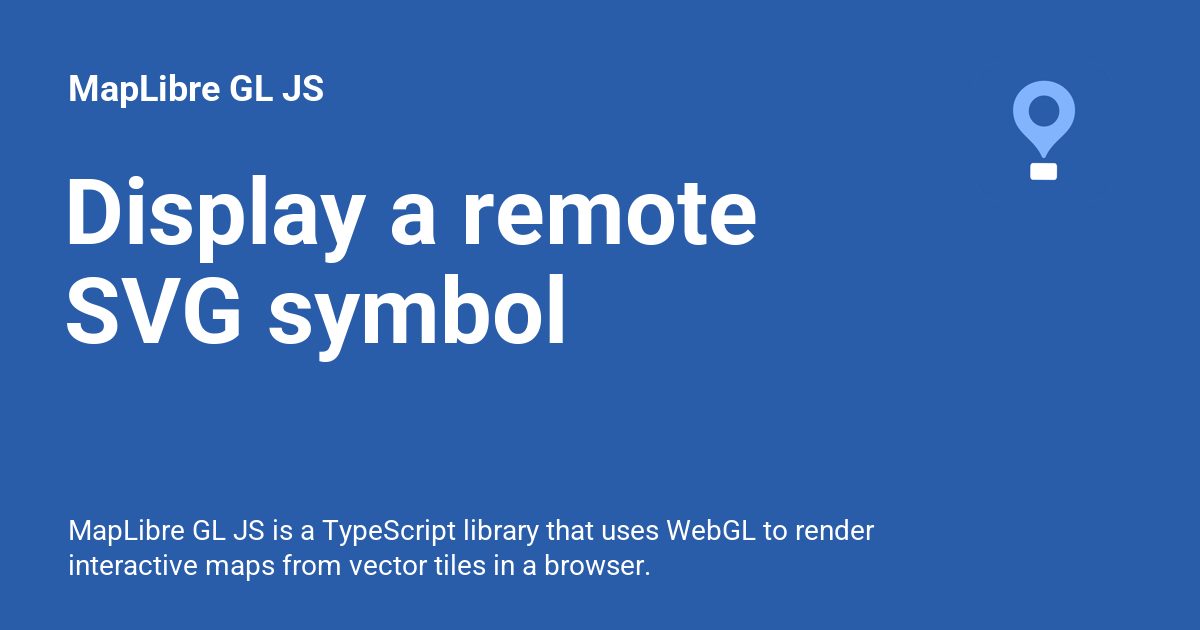 MapLibre GL JS
Display a remote
SVG symbol
MapLibre GL JS is a TypeScript library that uses WebGL to render
interactive maps from vector tiles in a browser.